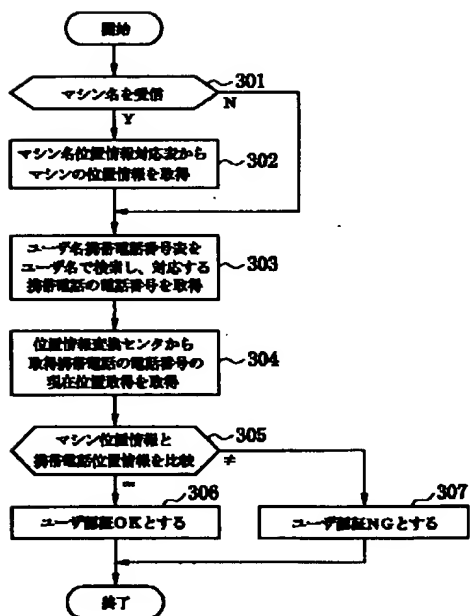 開始
マシン名を受信
301
N
Y
マシン名位置情報対応表から
マシンの位置情報を取得
302
ユーザ名携帯電話番号表を
ユーザ名で検索し、対応する
携帯電話の電話番号を取得
303
位置情報変換センタから
取得携帯電話の電話番号の
現在位置取得を取得
304
マシン位置情報と
携帯電話位置情報を比較
305
≠
=
306
ユーザ認証OKとする
307
ユーザ認証NGとする
終了